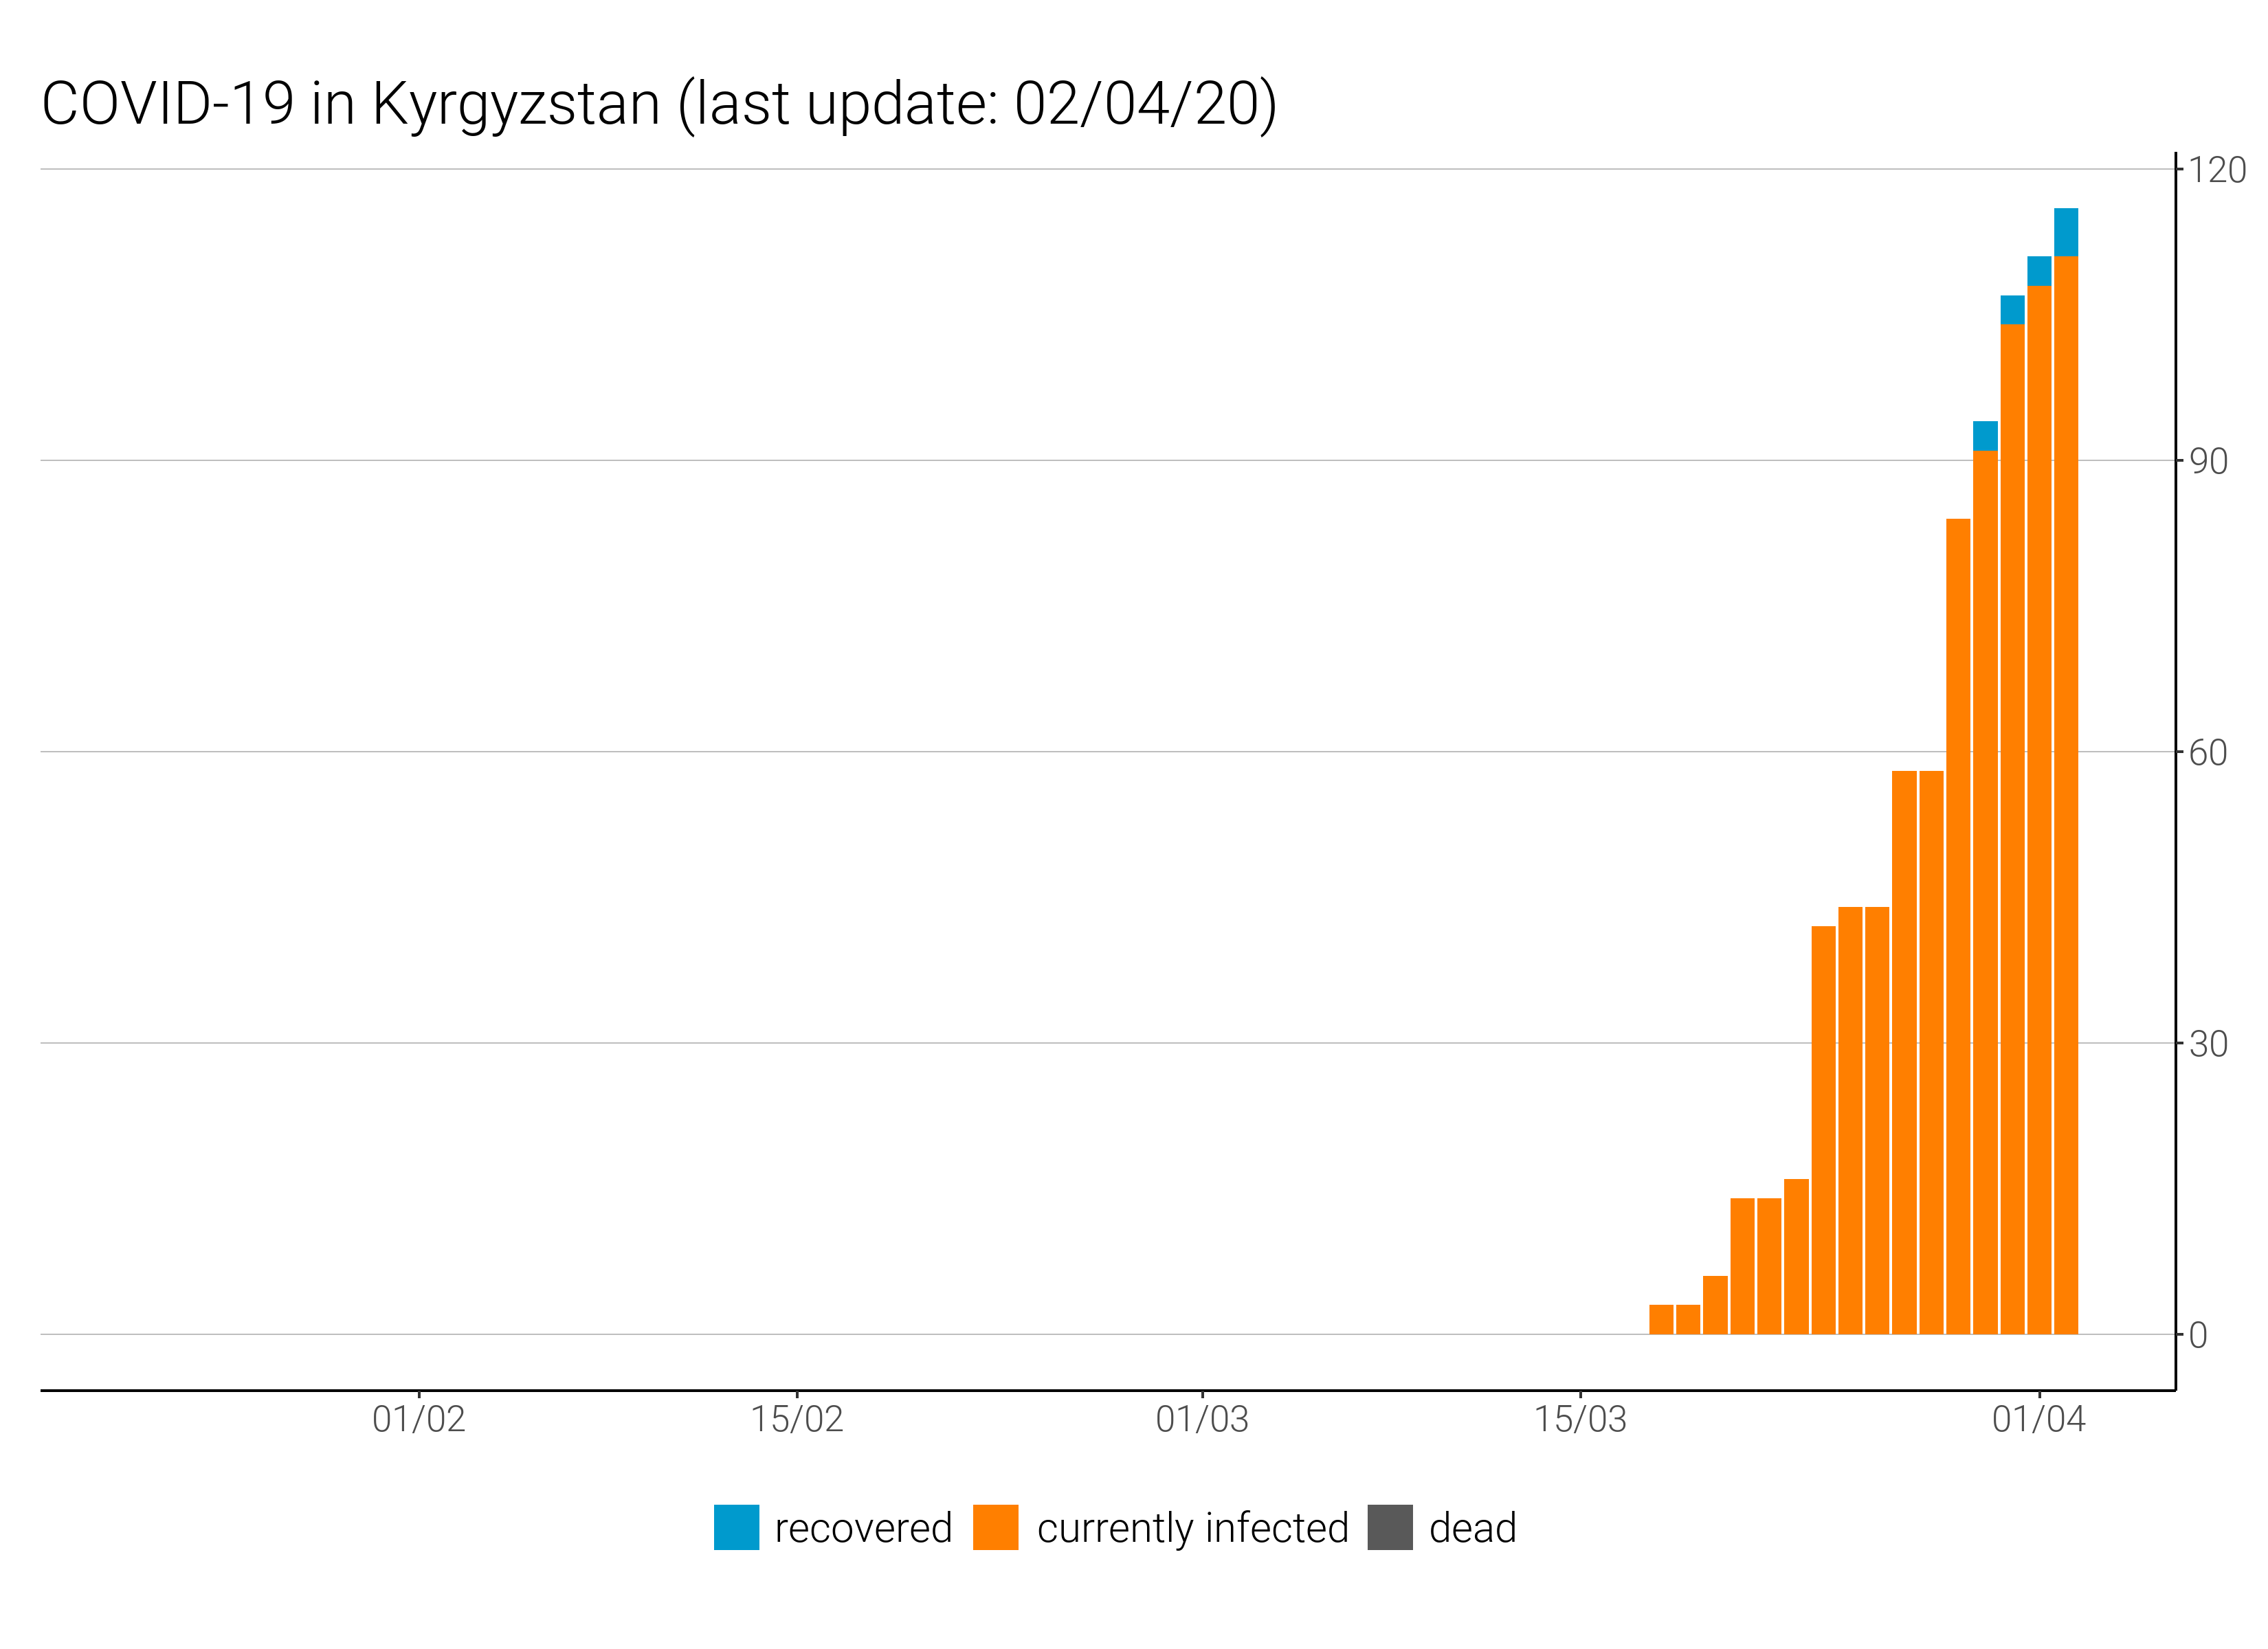 COVID-19 in Kyrgyzstan (last update: 02/04/20)
120
90
60
30
0
01/02 15/02 01/03 15/03 01/04
recovered currently infected dead